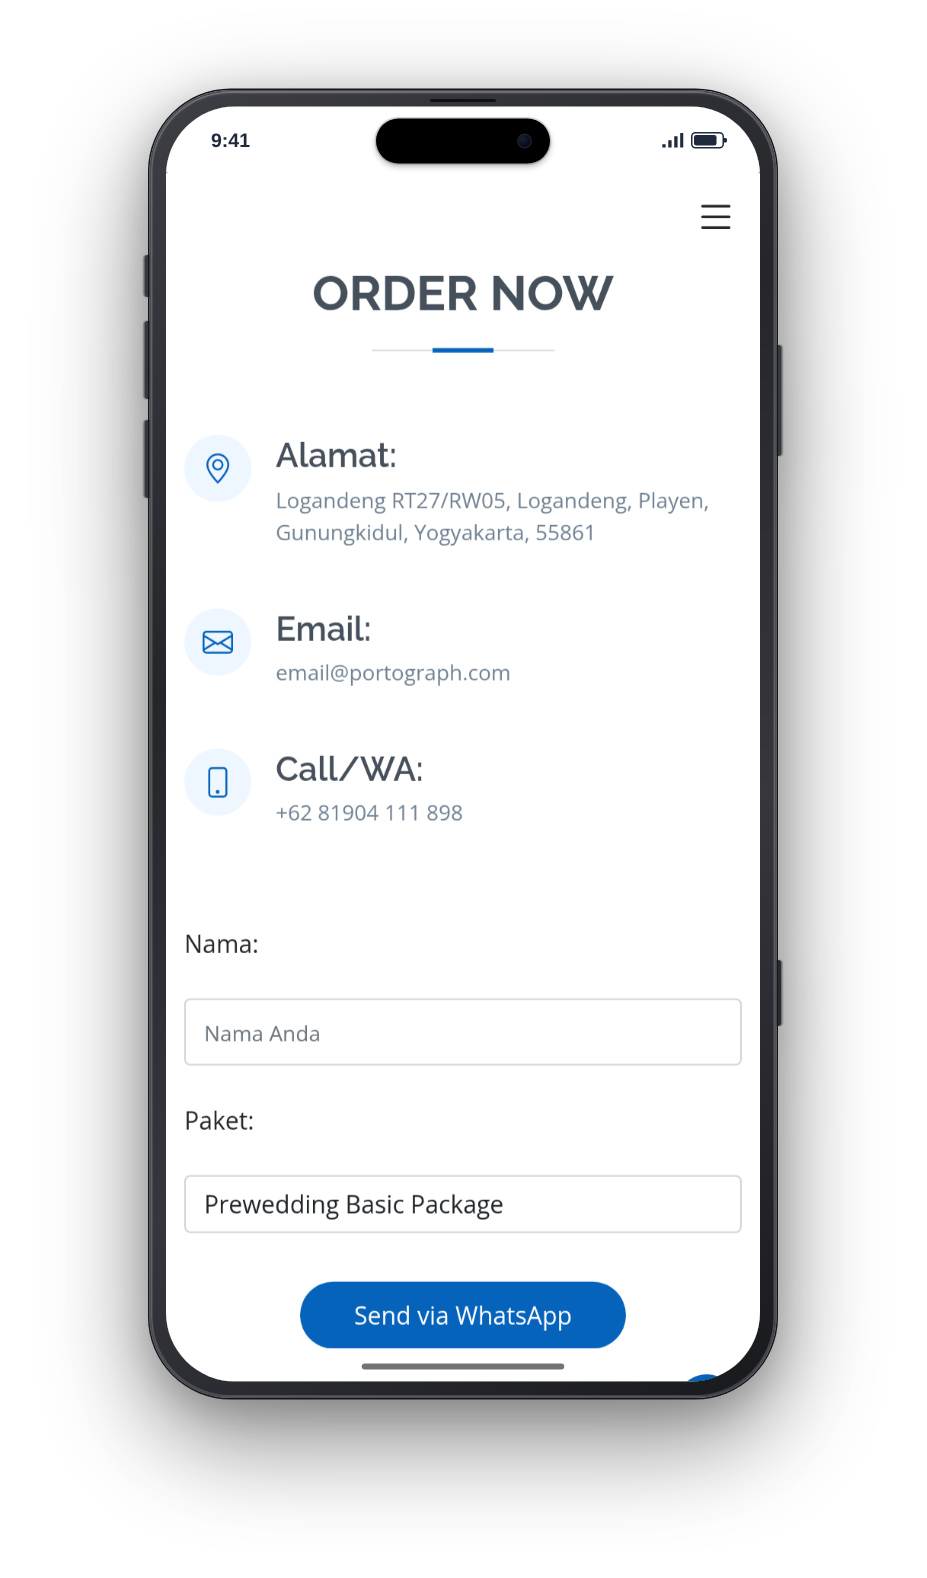 9:41
ORDER NOW
Alamat:
Logandeng RT27/RW05, Logandeng, Playen,
Gunungkidul, Yogyakarta, 55861
Email:
email@portograph.com
Call/WA:
+62 81904 111 898
Nama:
Nama Anda
Paket:
Prewedding Basic Package
Send via WhatsApp